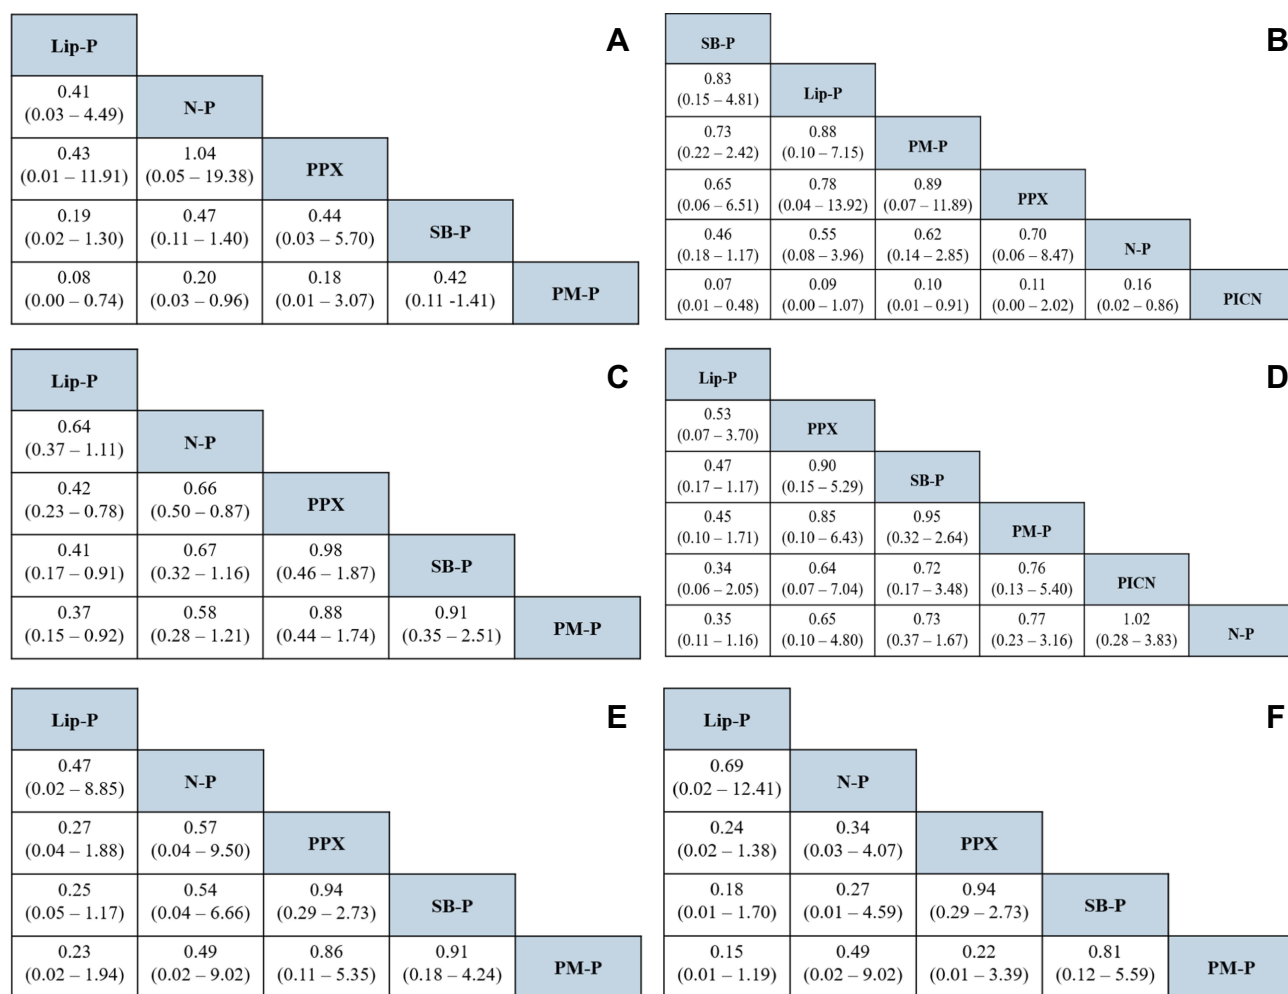 A
Lip-P
0.41 N-P
(0.03 – 4.49)
0.43 1.04 PPX
(0.01 – 11.91) (0.05 – 19.38)
0.19 0.47 0.44 SB-P
(0.02 – 1.30) (0.11 – 1.40) (0.03 – 5.70)
0.08 0.20 0.18 0.42 PM-P
(0.00 – 0.74) (0.03 – 0.96) (0.01 – 3.07) (0.11 -1.41)
B
SB-P
0.83 Lip-P
(0.15 – 4.81)
0.73 0.88 PM-P
(0.22 – 2.42) (0.10 – 7.15)
0.65 0.78 0.89 PPX
(0.06 – 6.51) (0.04 – 13.92) (0.07 – 11.89)
0.46 0.55 0.62 0.70 N-P
(0.18 – 1.17) (0.08 – 3.96) (0.14 – 2.85) (0.06 – 8.47)
0.07 0.09 0.10 0.11 0.16 PICN
(0.01 – 0.48) (0.00 – 1.07) (0.01 – 0.91) (0.00 – 2.02) (0.02 – 0.86)
C
Lip-P
0.64 N-P
(0.37 – 1.11)
0.42 0.66 PPX
(0.23 – 0.78) (0.50 – 0.87)
0.41 0.67 0.98 SB-P
(0.17 – 0.91) (0.32 – 1.16) (0.46 – 1.87)
0.37 0.58 0.88 0.91 PM-P
(0.15 – 0.92) (0.28 – 1.21) (0.44 – 1.74) (0.35 – 2.51)
D
Lip-P
0.53 PPX
(0.07 – 3.70)
0.47 0.90 SB-P
(0.17 – 1.17) (0.15 – 5.29)
0.45 0.85 0.95 PM-P
(0.10 – 1.71) (0.10 – 6.43) (0.32 – 2.64)
0.34 0.64 0.72 0.76 PICN
(0.06 – 2.05) (0.07 – 7.04) (0.17 – 3.48) (0.13 – 5.40)
0.35 0.65 0.73 0.77 1.02 N-P
(0.11 – 1.16) (0.10 – 4.80) (0.37 – 1.67) (0.23 – 3.16) (0.28 – 3.83)
E
Lip-P
0.47 N-P
(0.02 – 8.85)
0.27 0.57 PPX
(0.04 – 1.88) (0.04 – 9.50)
0.25 0.54 0.94 SB-P
(0.05 – 1.17) (0.04 – 6.66) (0.29 – 2.73)
0.23 0.49 0.86 0.91 PM-P
(0.02 – 1.94) (0.02 – 9.02) (0.11 – 5.35) (0.18 – 4.24)
F
Lip-P
0.69 N-P
(0.02 – 12.41)
0.24 0.34 PPX
(0.02 – 1.38) (0.03 – 4.07)
0.18 0.27 0.94 SB-P
(0.01 – 1.70) (0.01 – 4.59) (0.29 – 2.73)
0.15 0.49 0.22 0.81 PM-P
(0.01 – 1.19) (0.02 – 9.02) (0.01 – 3.39) (0.12 – 5.59)